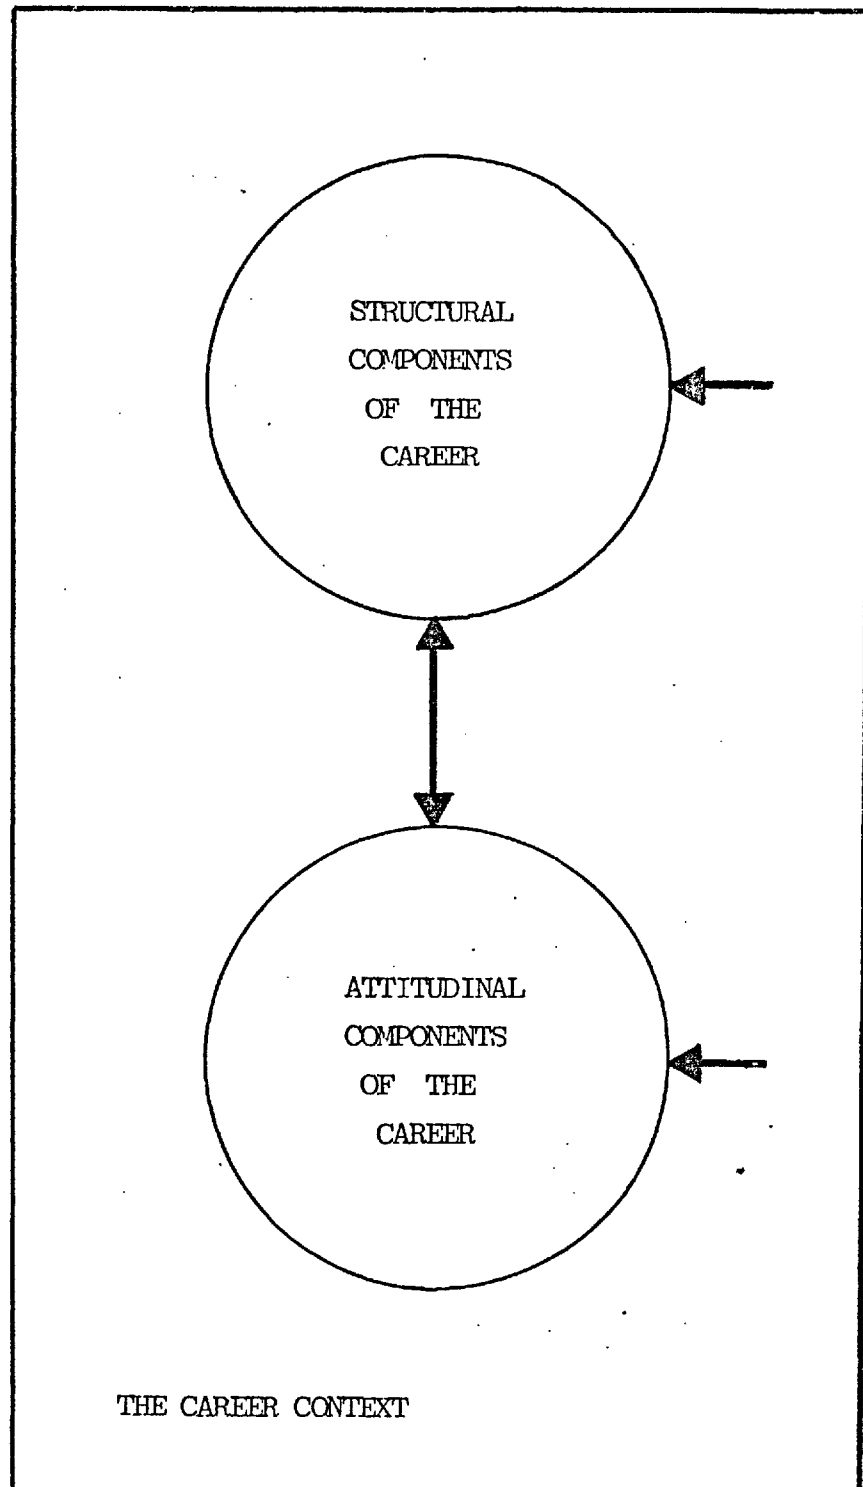 STRUCTURAL
COMPONENTS
OF THE
CAREER
ATTITUDINAL
COMPONENTS
OF THE
CAREER
THE CAREER CONTEXT